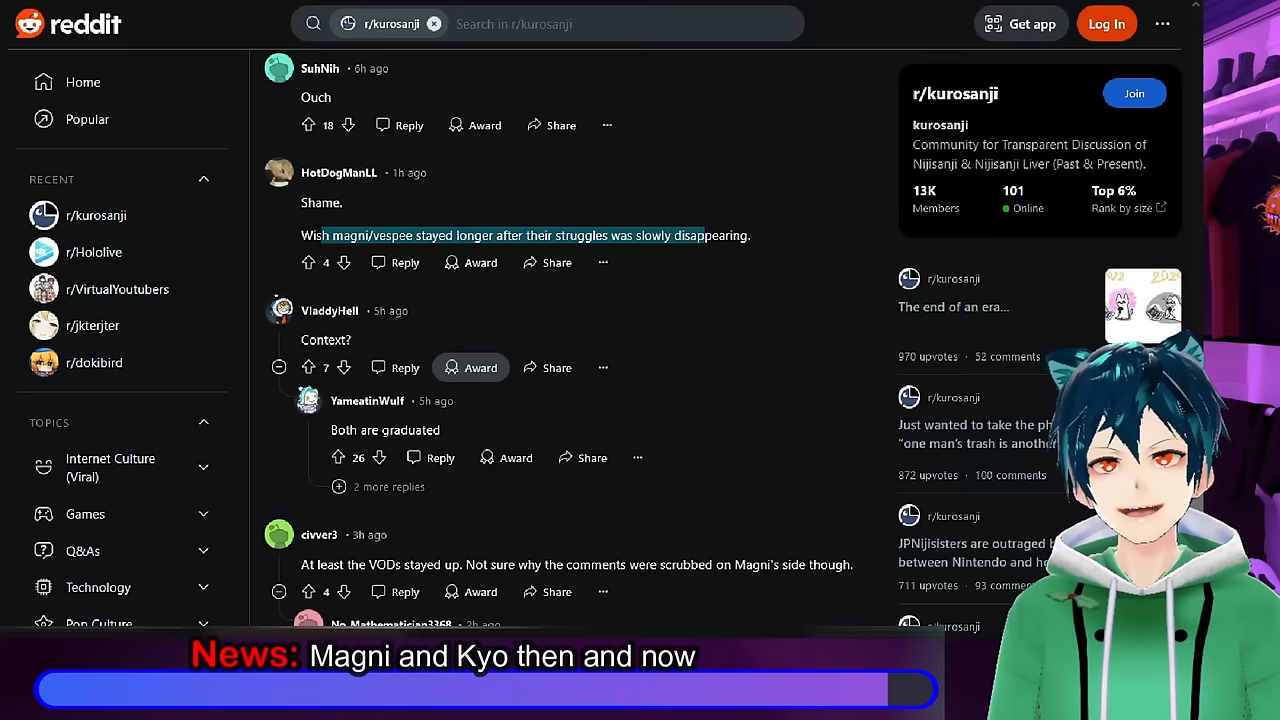 reddit
r/kurosanji
Search in r/kurosanji
Get app
Log In
Home
Popular
RECENT
r/kurosanji
r/Hololive
r/VirtualYoutubers
r/jkterjter
r/dokibird
TOPICS
Internet Culture
(Viral)
Games
Q&As
Technology
Pop Culture
SuhNih • 6h ago
Ouch
18 Reply Award Share
HotDogManLL • 1h ago
Shame.
Wish magni/vespee stayed longer after their struggles was slowly disappearing.
4 Reply Award Share
VladdyHell • 5h ago
Context?
7 Reply Award Share
YameatinWulf • 5h ago
Both are graduated
26 Reply Award Share
2 more replies
civver3 • 3h ago
At least the VODs stayed up. Not sure why the comments were scrubbed on Magni's side though.
4 Reply Award Share
No_Mathematician3368 • 2h ago
r/kurosanji
Join
kurosanji
Community for Transparent Discussion of
Nijisanji & Nijisanji Liver (Past & Present).
13K 101 Top 6%
Members Online Rank by size
r/kurosanji
The end of an era...
970 upvotes • 52 comments
r/kurosanji
Just wanted to take the
"one man's trash is
872 upvotes • 100 comments
r/kurosanji
JPNijisisters are outraged
between Nintendo and
711 upvotes • 93
r/kurosanji
News: Magni and Kyo then and now